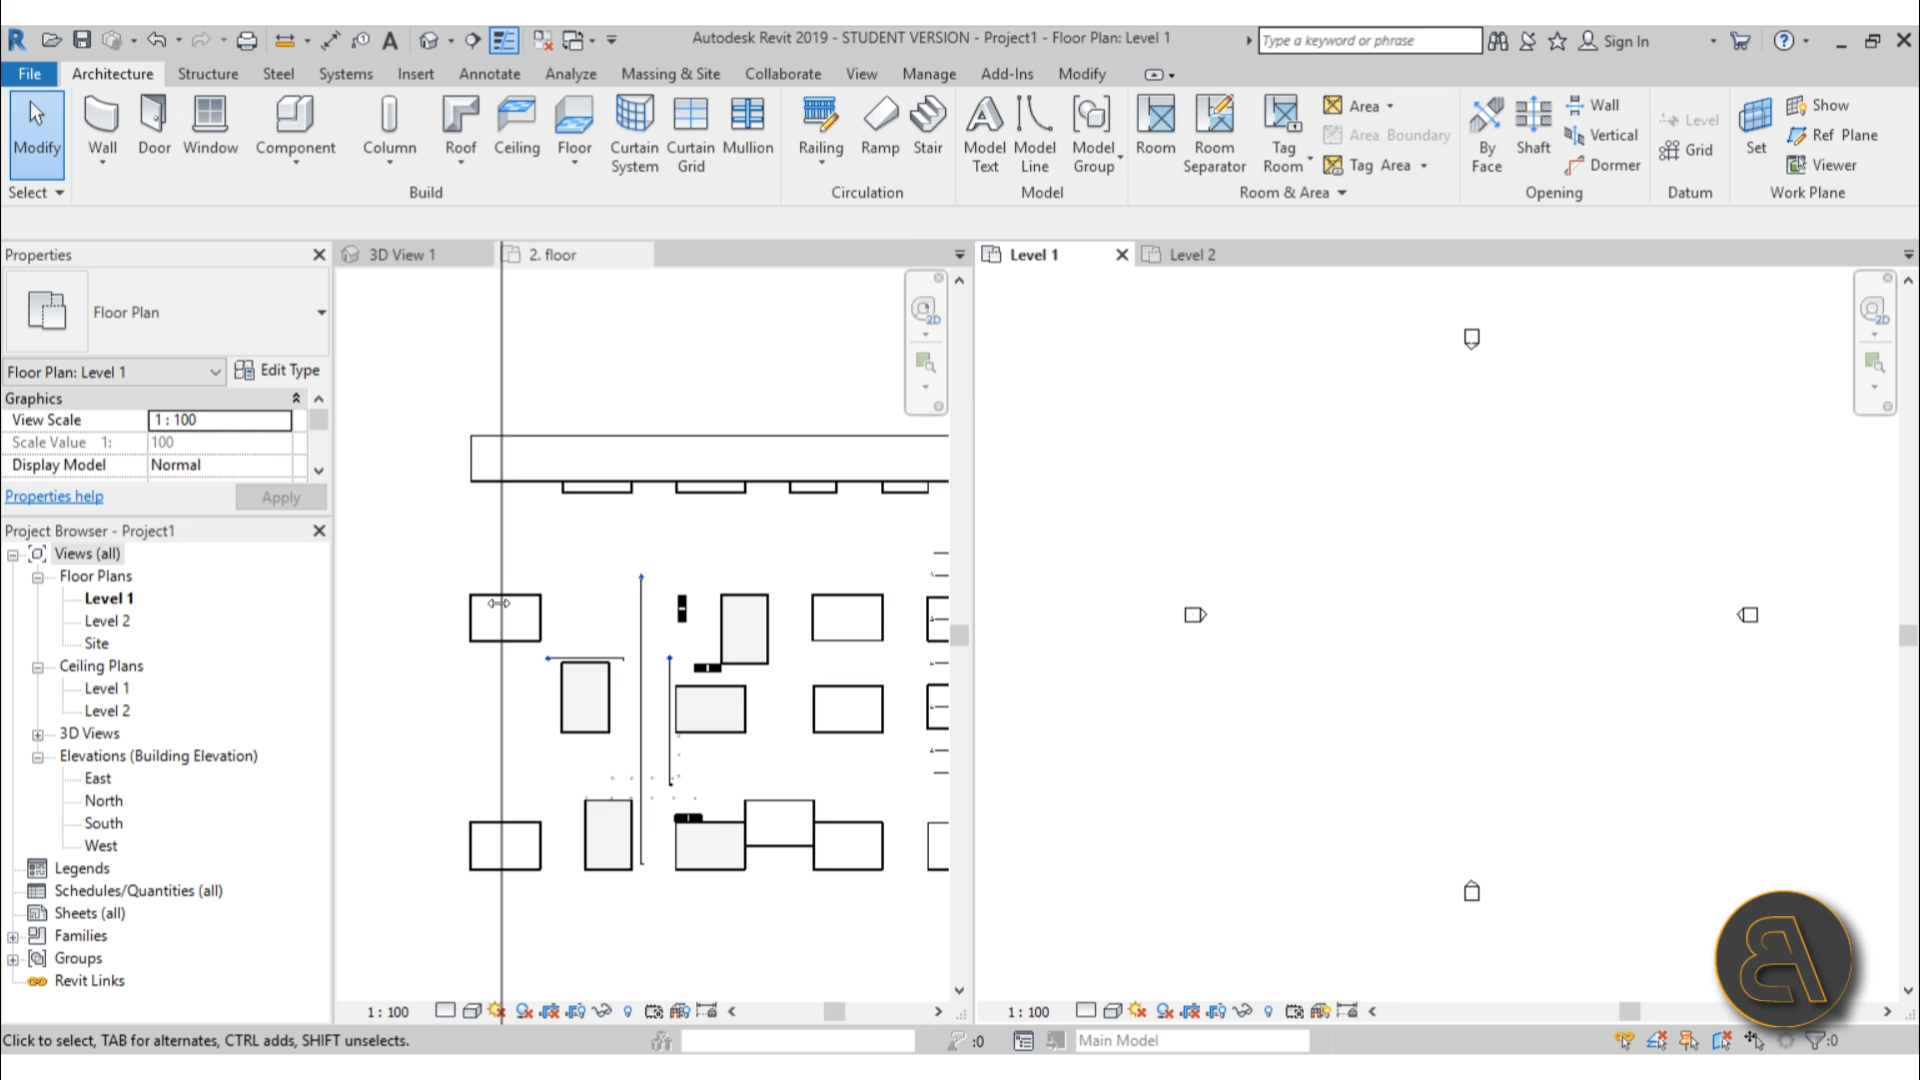 Autodesk Revit 2019 - STUDENT VERSION - Project1 - Floor Plan: Level 1
Type a keyword or phrase
Sign In
File Architecture Structure Steel Systems Insert Annotate Analyze Massing & Site Collaborate View Manage Add-Ins Modify
Modify
Wall
Door
Window
Component
Column
Roof
Ceiling
Floor
Curtain System
Curtain Grid
Mullion
Railing
Ramp
Stair
Model Text
Model Line
Model Group
Room
Room Separator
Tag Room
Area
Area Boundary
Tag Area
By Face
Shaft
Wall
Vertical
Dormer
Level
Grid
Set
Show
Ref Plane
Viewer
Select
Build
Circulation
Model
Room & Area
Opening
Datum
Work Plane
Properties
3D View 1
2. floor
Level 1
Level 2
Floor Plan
2D
2D
Floor Plan: Level 1
Edit Type
Graphics
View Scale 1 : 100
Scale Value 1: 100
Display Model Normal
Properties help
Apply
Project Browser - Project1
Views (all)
Floor Plans
Level 1
Level 2
Site
Ceiling Plans
Level 1
Level 2
3D Views
Elevations (Building Elevation)
East
North
South
West
Legends
Schedules/Quantities (all)
Sheets (all)
Families
Groups
Revit Links
1 : 100
1 : 100
Click to select, TAB for alternates, CTRL adds, SHIFT unselects.
:0
Main Model
:0